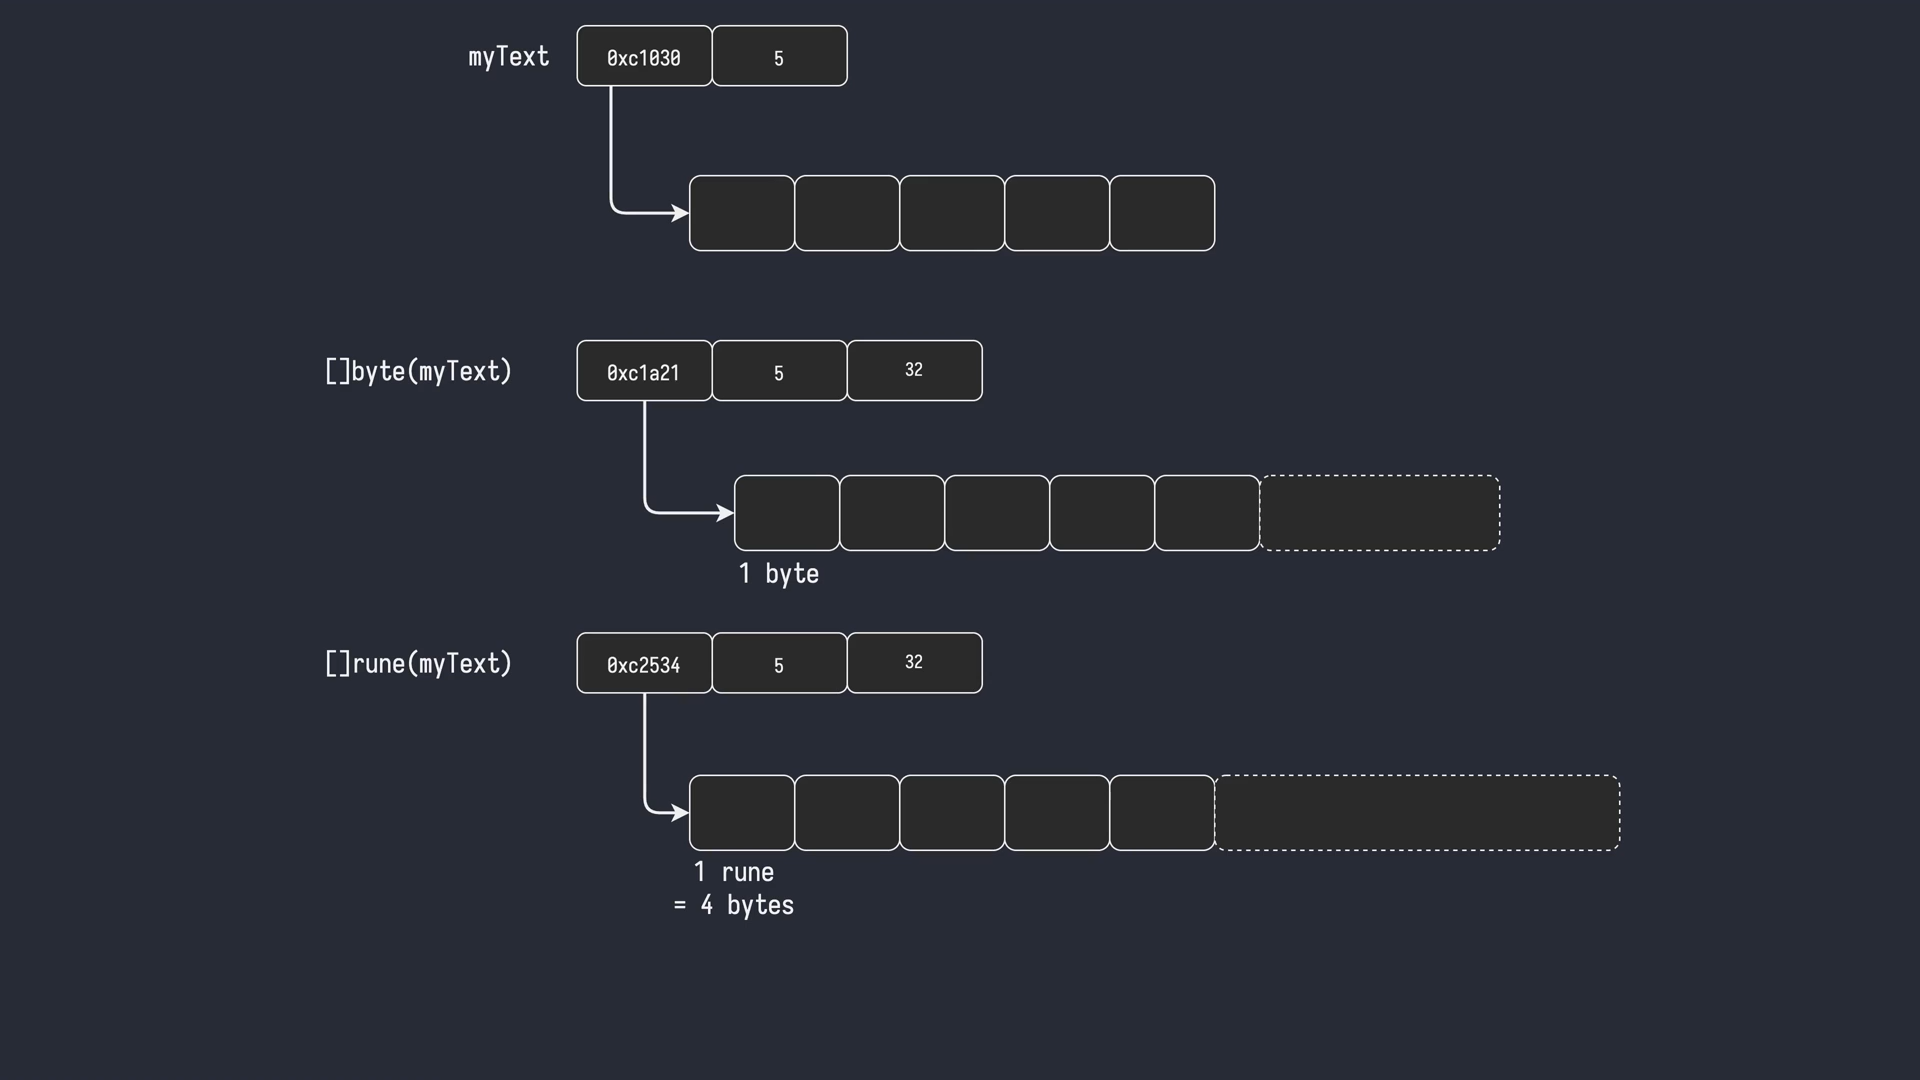 myText 0xc1030 5
[]byte(myText) 0xc1a21 5 32
1 byte
[]rune(myText) 0xc2534 5 32
1 rune
= 4 bytes